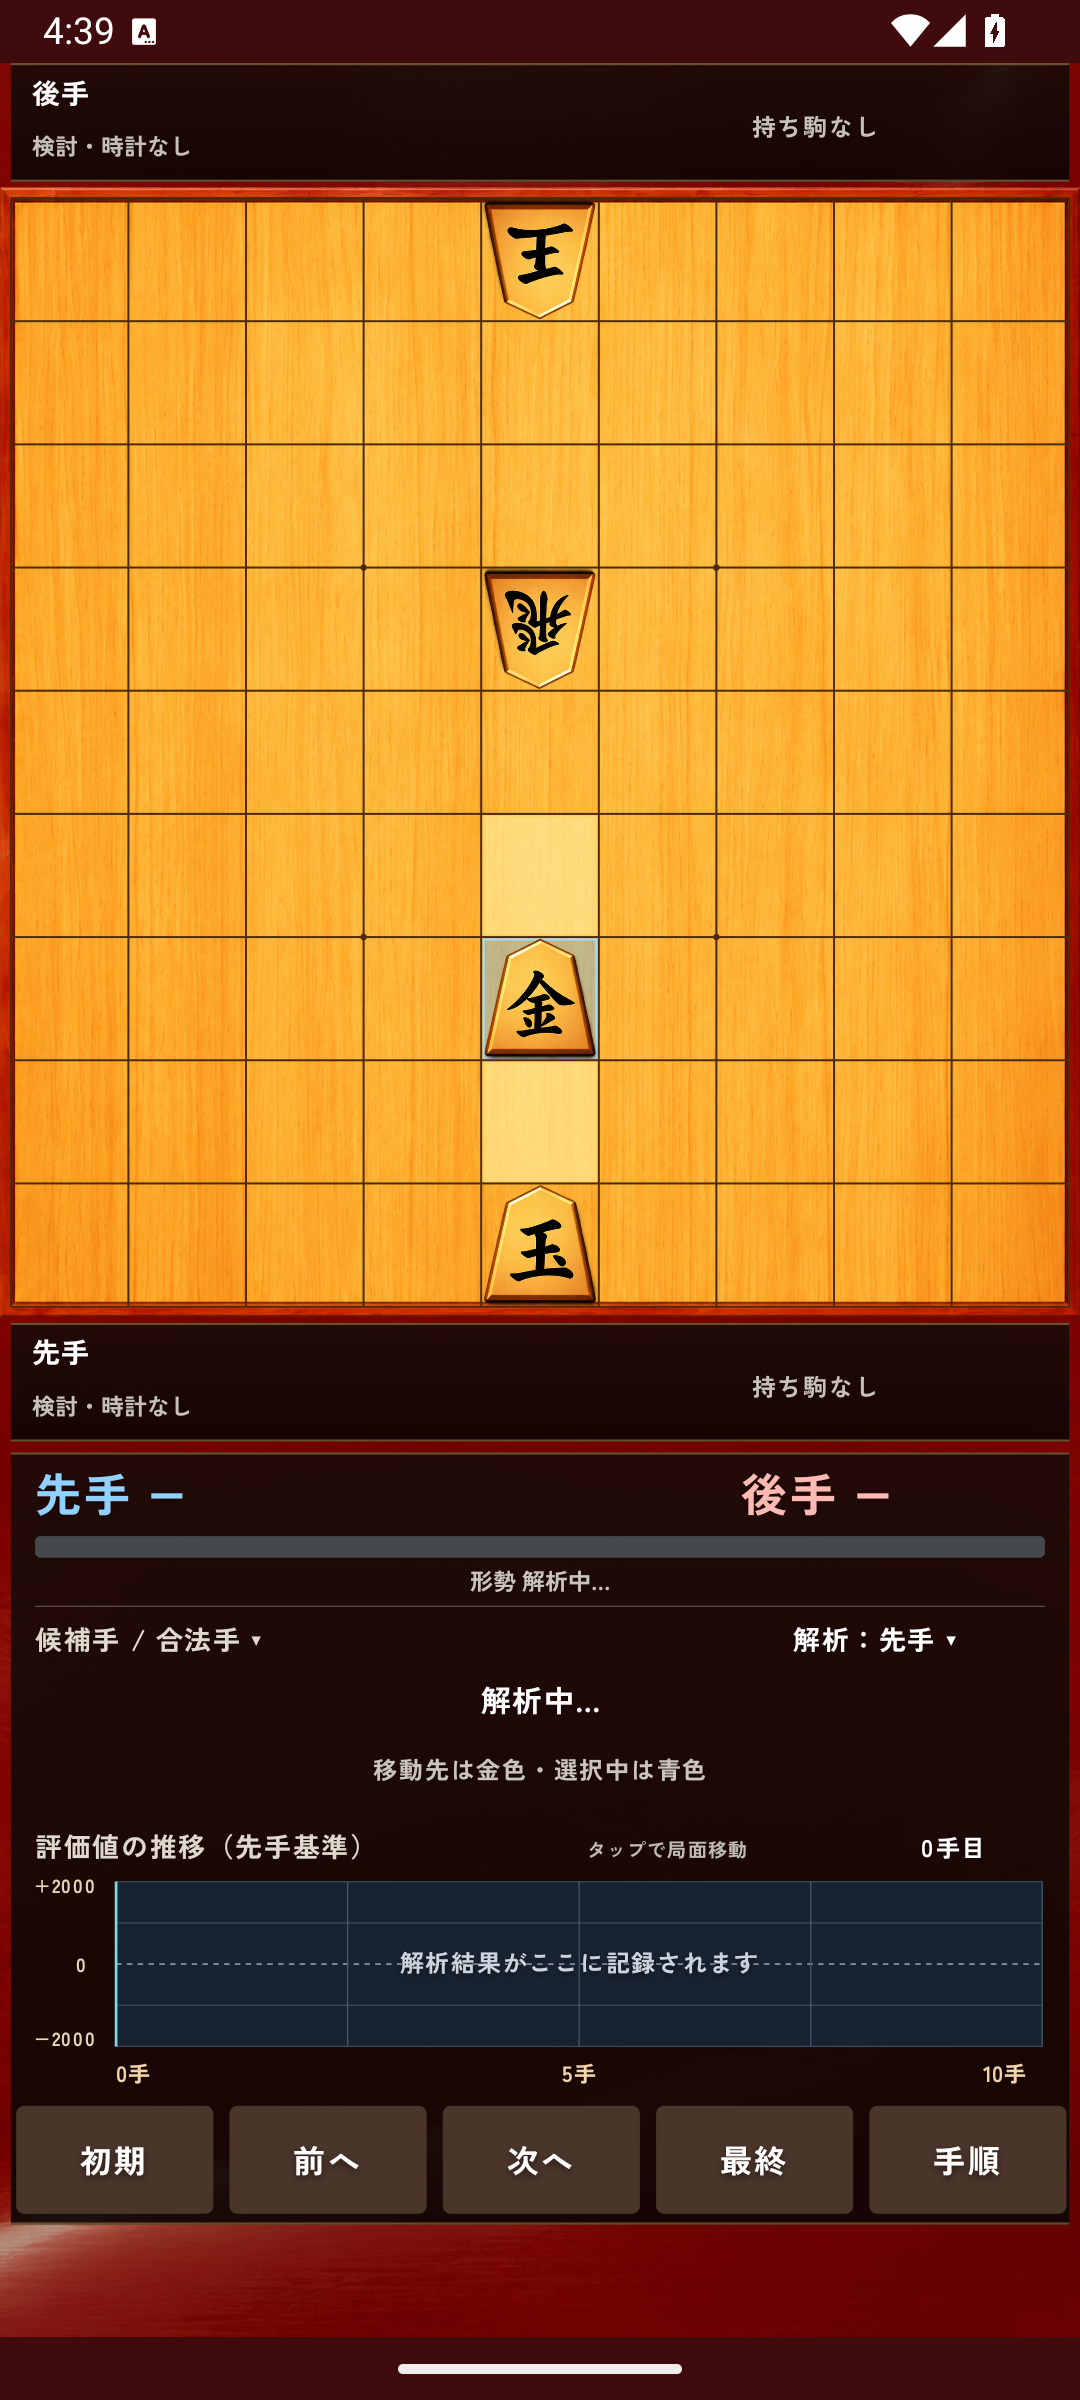 4:39
後手
検討・時計なし
持ち駒なし
王
飛
金
玉
先手
検討・時計なし
持ち駒なし
先手 ー
後手 ー
形勢 解析中...
候補手 / 合法手 ▾
解析：先手 ▾
解析中...
移動先は金色・選択中は青色
評価値の推移（先手基準）
タップで局面移動
0手目
+2000
0
−2000
解析結果がここに記録されます
0手
5手
10手
初期
前へ
次へ
最終
手順